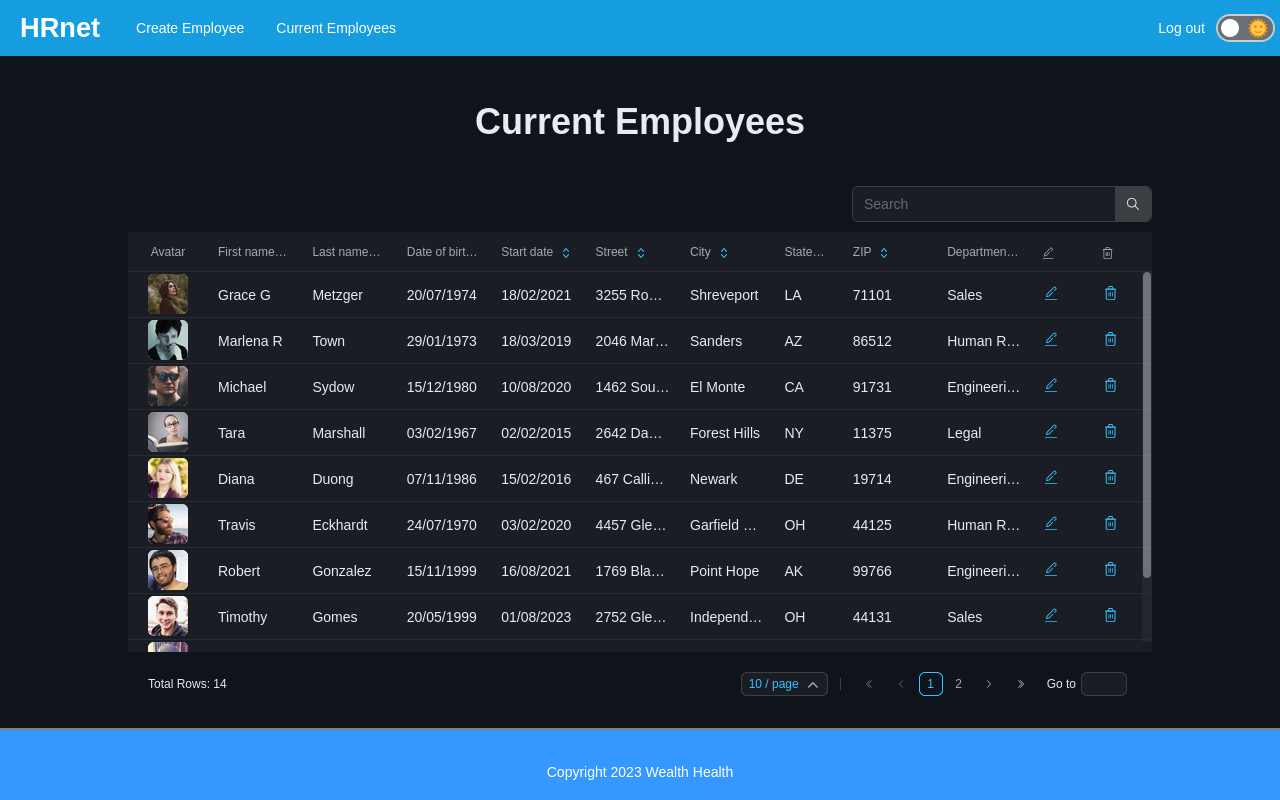 HRnet Create Employee Current Employees Log out
Current Employees
Search
Avatar First name… Last name… Date of birt… Start date Street City State… ZIP Departmen…
Grace G Metzger 20/07/1974 18/02/2021 3255 Ro… Shreveport LA 71101 Sales
Marlena R Town 29/01/1973 18/03/2019 2046 Mar… Sanders AZ 86512 Human R…
Michael Sydow 15/12/1980 10/08/2020 1462 Sou… El Monte CA 91731 Engineeri…
Tara Marshall 03/02/1967 02/02/2015 2642 Da… Forest Hills NY 11375 Legal
Diana Duong 07/11/1986 15/02/2016 467 Calli… Newark DE 19714 Engineeri…
Travis Eckhardt 24/07/1970 03/02/2020 4457 Gle… Garfield … OH 44125 Human R…
Robert Gonzalez 15/11/1999 16/08/2021 1769 Bla… Point Hope AK 99766 Engineeri…
Timothy Gomes 20/05/1999 01/08/2023 2752 Gle… Independ… OH 44131 Sales
Total Rows: 14 10 / page 1 2 Go to
Copyright 2023 Wealth Health